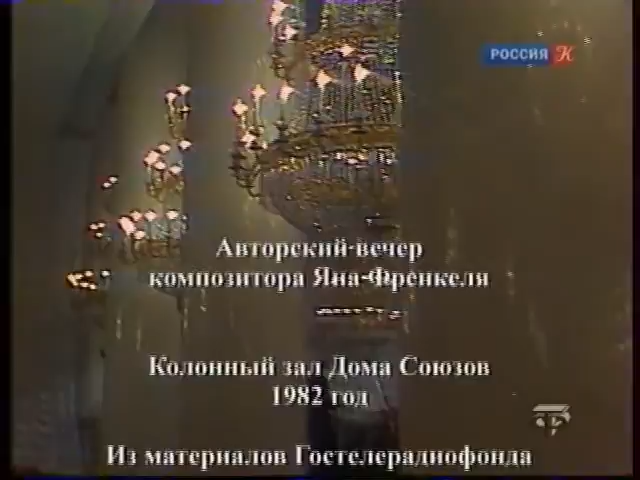 РОССИЯ К
Авторский вечер
композитора Яна Френкеля
Колонный зал Дома Союзов
1982 год
Из материалов Гостелерадиофонда